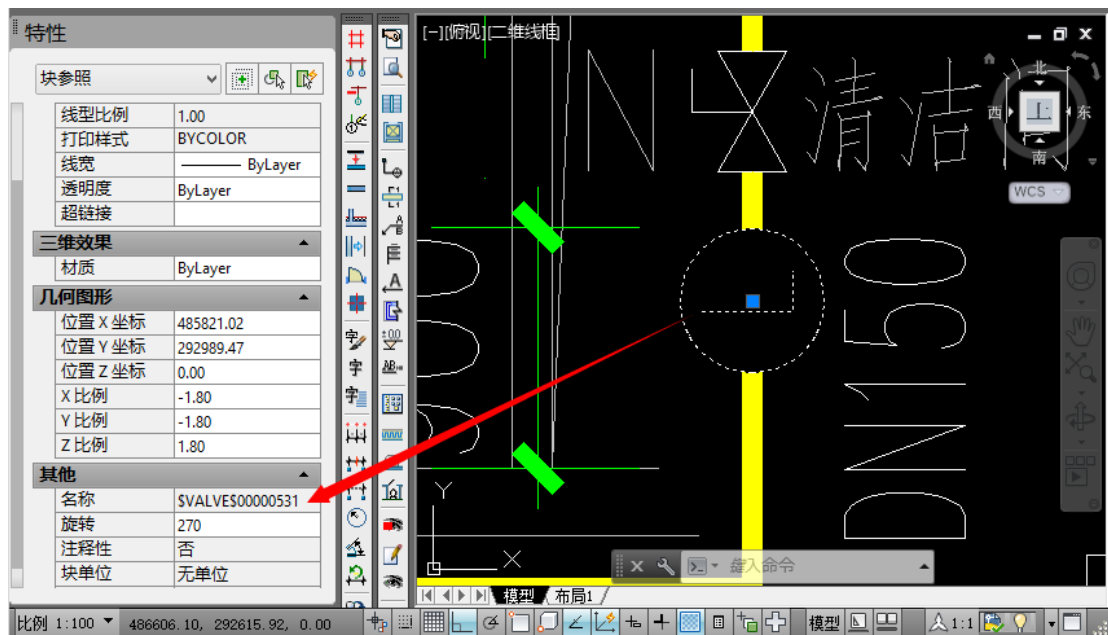 特性
块参照
线型比例 1.00
打印样式 BYCOLOR
线宽 ByLayer
透明度 ByLayer
超链接
三维效果
材质 ByLayer
几何图形
位置 X 坐标 485821.02
位置 Y 坐标 292989.47
位置 Z 坐标 0.00
X 比例 -1.80
Y 比例 -1.80
Z 比例 1.80
其他
名称 $VALVE$00000531
旋转 270
注释性 否
块单位 无单位
[-][俯视][二维线框]
清洁
北
西 上 东
南
WCS
DN150
Y
X
键入命令
模型 布局1
比例 1:100 486606.10, 292615.92, 0.00 模型 1:1